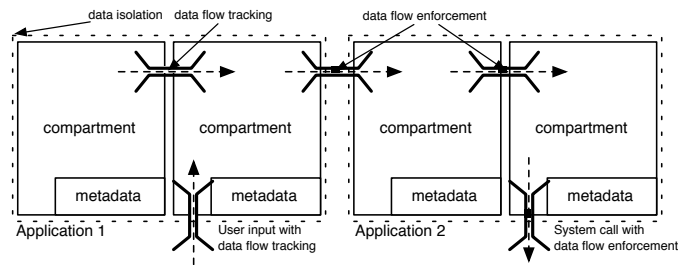 data isolation
data flow tracking
data flow enforcement
compartment
compartment
compartment
compartment
metadata
metadata
metadata
metadata
Application 1
User input with
data flow tracking
Application 2
System call with
data flow enforcement